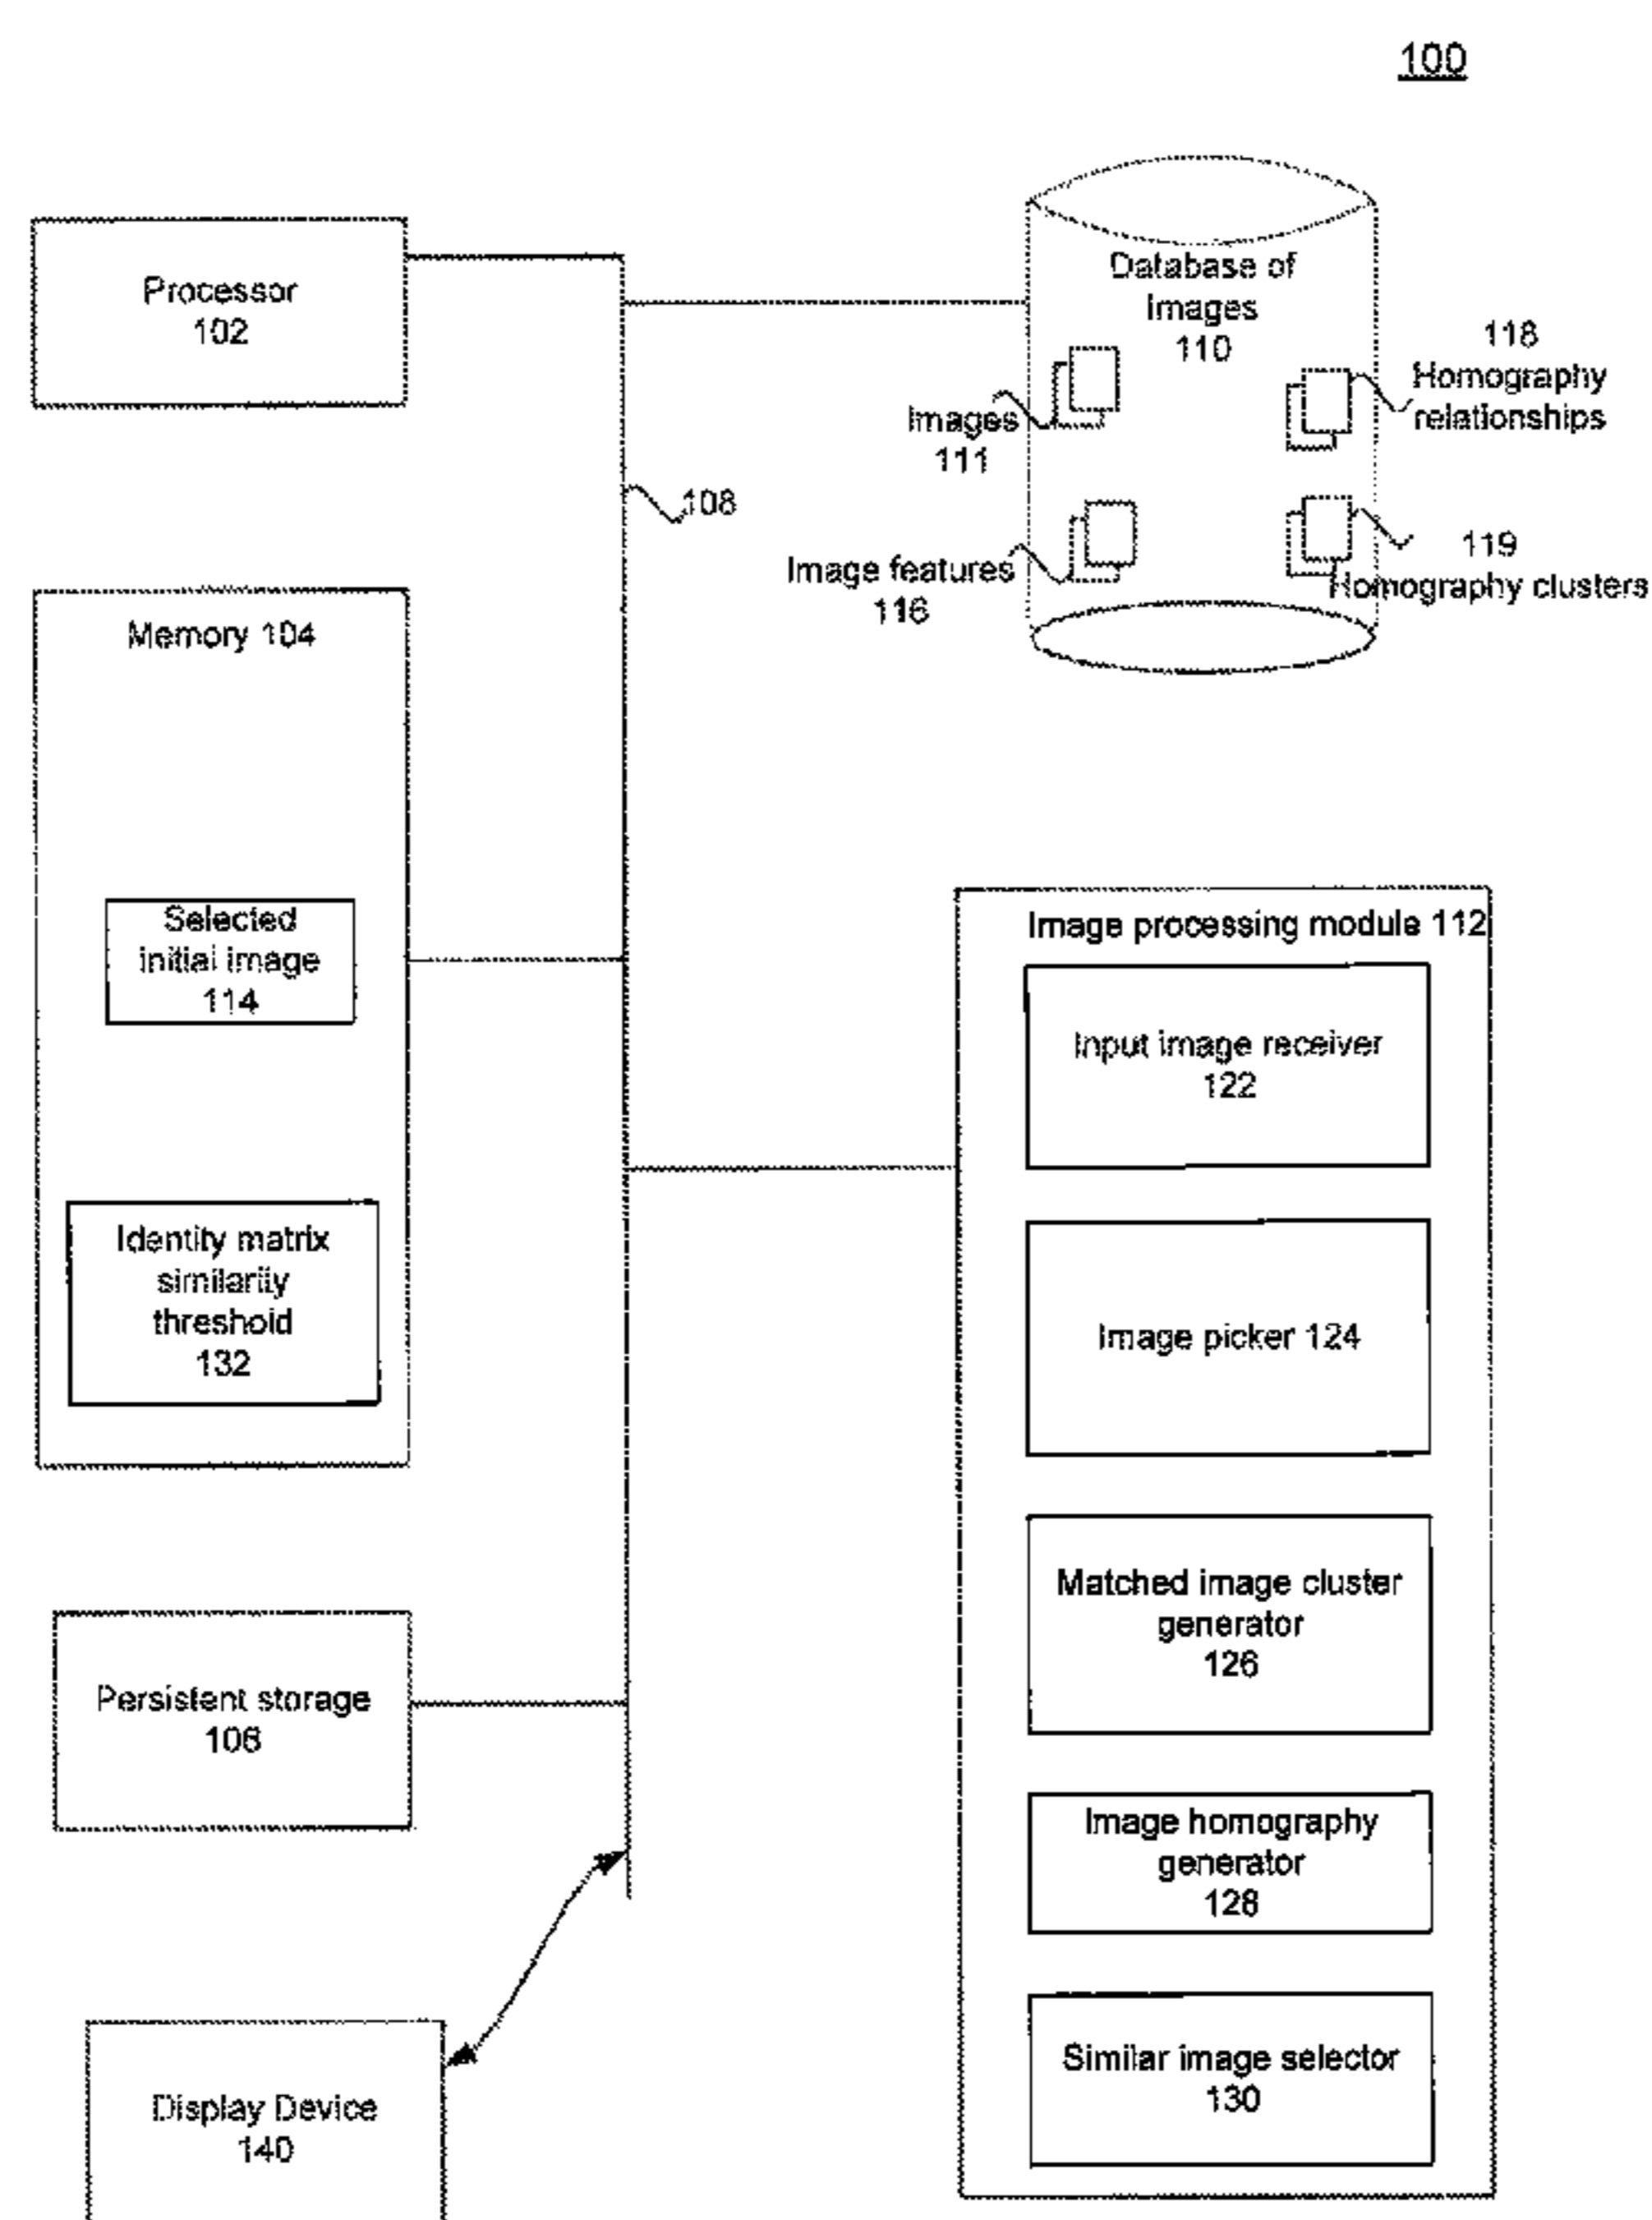 100
Processor
102
Database of
Images
110
118
Homography
relationships
Images
111
108
119
Homography clusters
Image features
116
Memory 104
Selected
initial image
114
Identity matrix
similarity
threshold
132
Image processing module 112
Input image receiver
122
Image picker 124
Matched image cluster
generator
126
Image homography
generator
128
Similar image selector
130
Persistent storage
106
Display Device
140